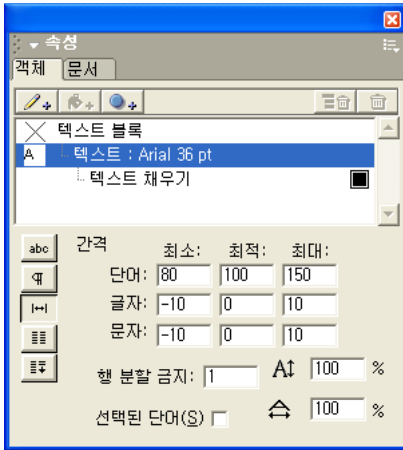 속성
객체 문서
텍스트 블록
A 텍스트 : Arial 36 pt
텍스트 채우기
abc 간격 최소: 최적: 최대:
단어: 80 100 150
글자: -10 0 10
문자: -10 0 10
행 분할 금지: 1 A 100 %
선택된 단어(S) 100 %